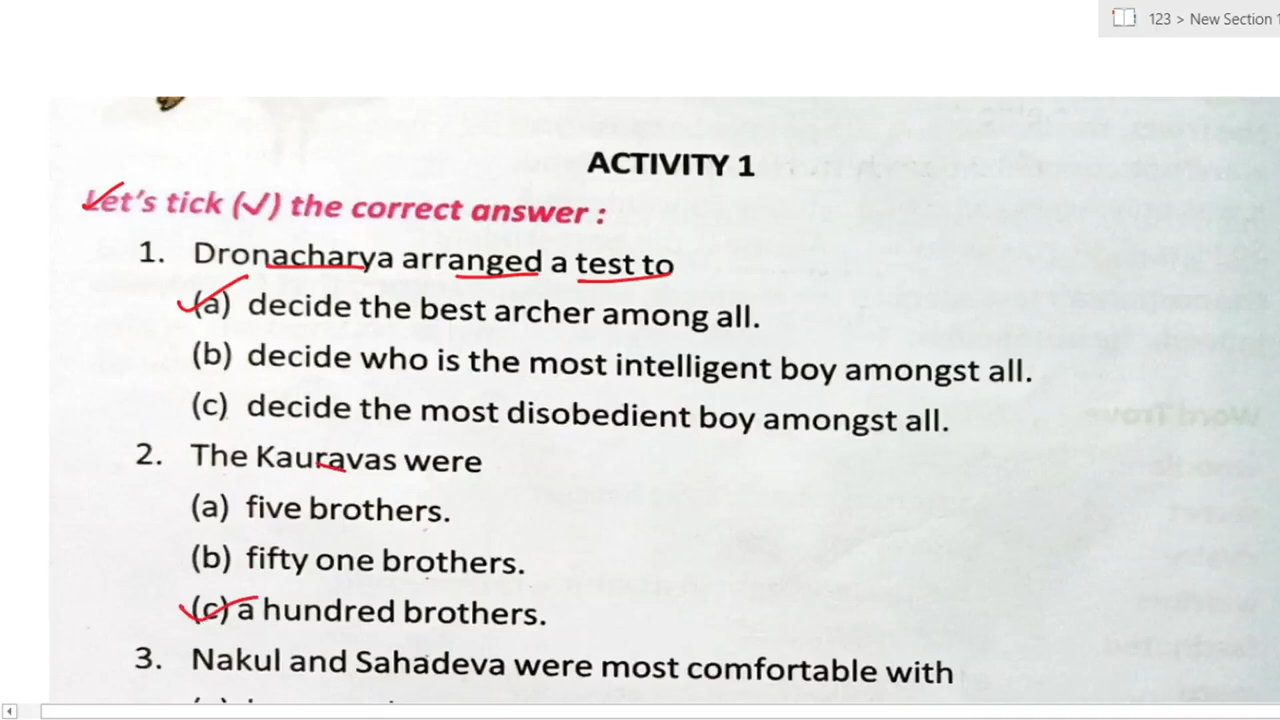 123 > New Section 1
ACTIVITY 1
Let's tick (✓) the correct answer :
1. Dronacharya arranged a test to
(a) decide the best archer among all.
(b) decide who is the most intelligent boy amongst all.
(c) decide the most disobedient boy amongst all.
2. The Kauravas were
(a) five brothers.
(b) fifty one brothers.
(c) a hundred brothers.
3. Nakul and Sahadeva were most comfortable with